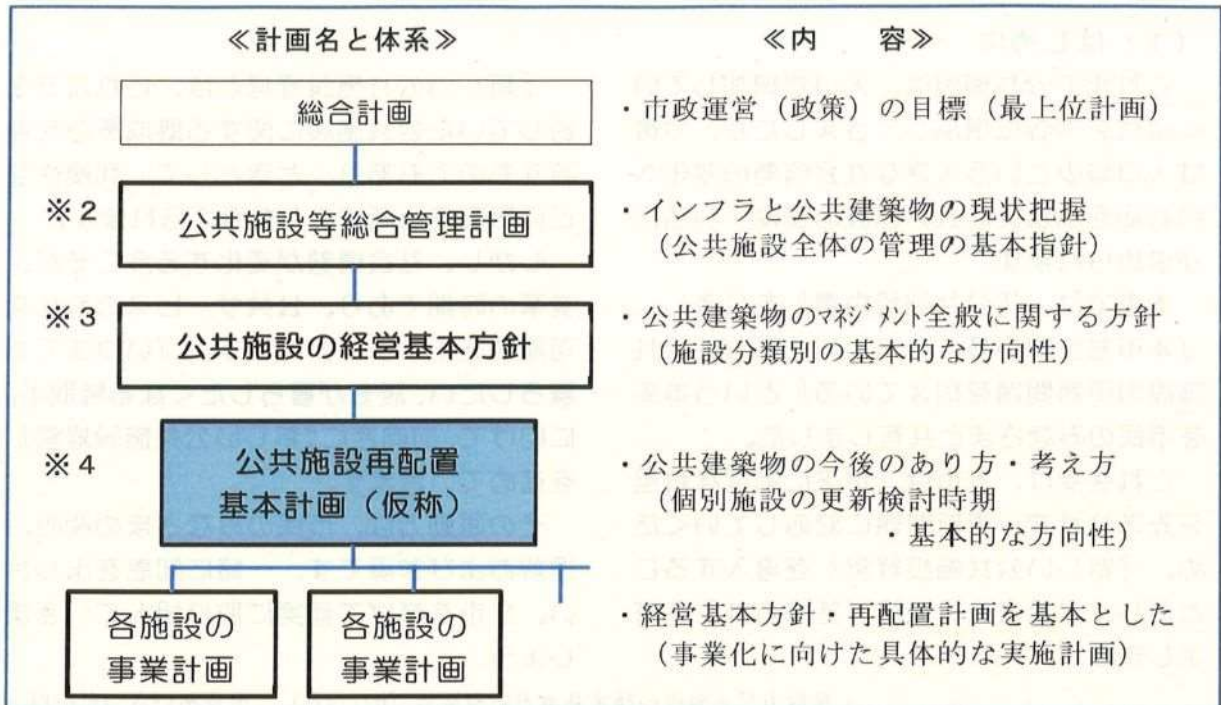 ≪計画名と体系≫
≪内　　容≫
総合計画
・市政運営（政策）の目標（最上位計画）
※2
公共施設等総合管理計画
・インフラと公共建築物の現状把握
（公共施設全体の管理の基本指針）
※3
公共施設の経営基本方針
・公共建築物のﾏﾈｼﾞﾒﾝﾄ全般に関する方針
（施設分類別の基本的な方向性）
※4
公共施設再配置
基本計画（仮称）
・公共建築物の今後のあり方・考え方
（個別施設の更新検討時期
・基本的な方向性）
各施設の
事業計画
各施設の
事業計画
・経営基本方針・再配置計画を基本とした
（事業化に向けた具体的な実施計画）